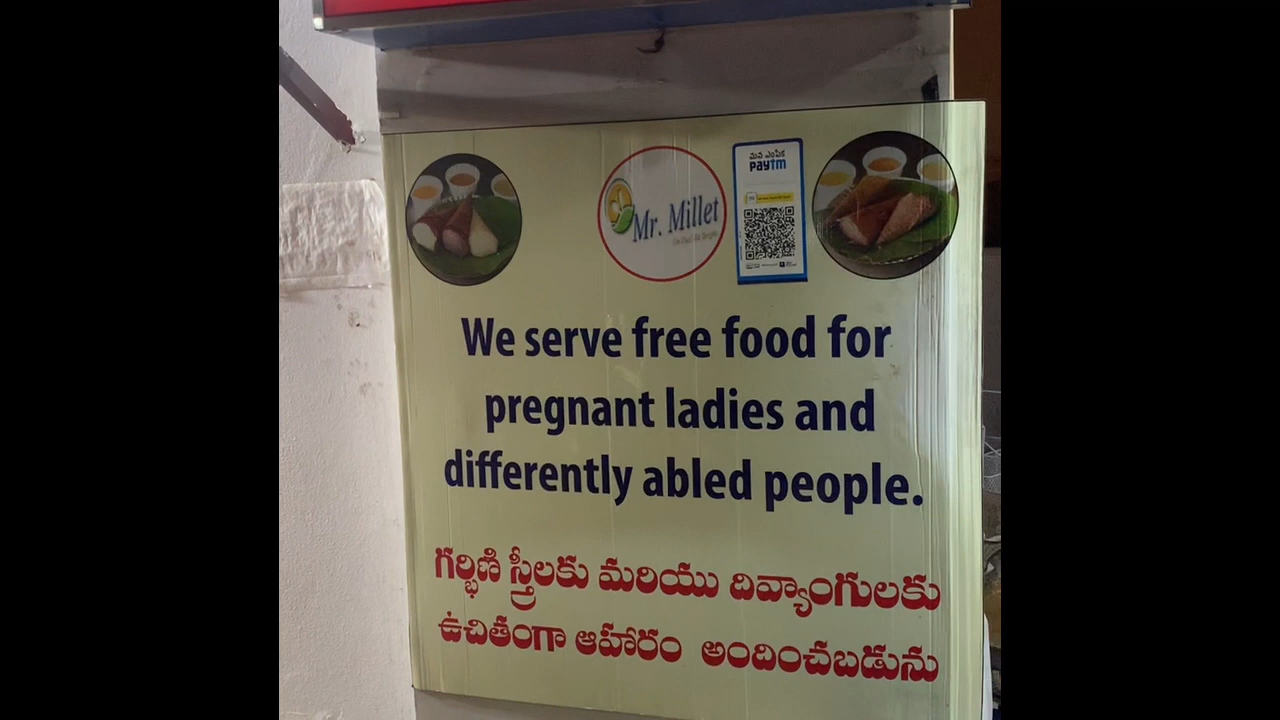 Mr. Millet
మన ఎంపిక
paytm
We serve free food for
pregnant ladies and
differently abled people.
గర్భిణి స్త్రీలకు మరియు దివ్యాంగులకు
ఉచితంగా ఆహారం అందించబడును